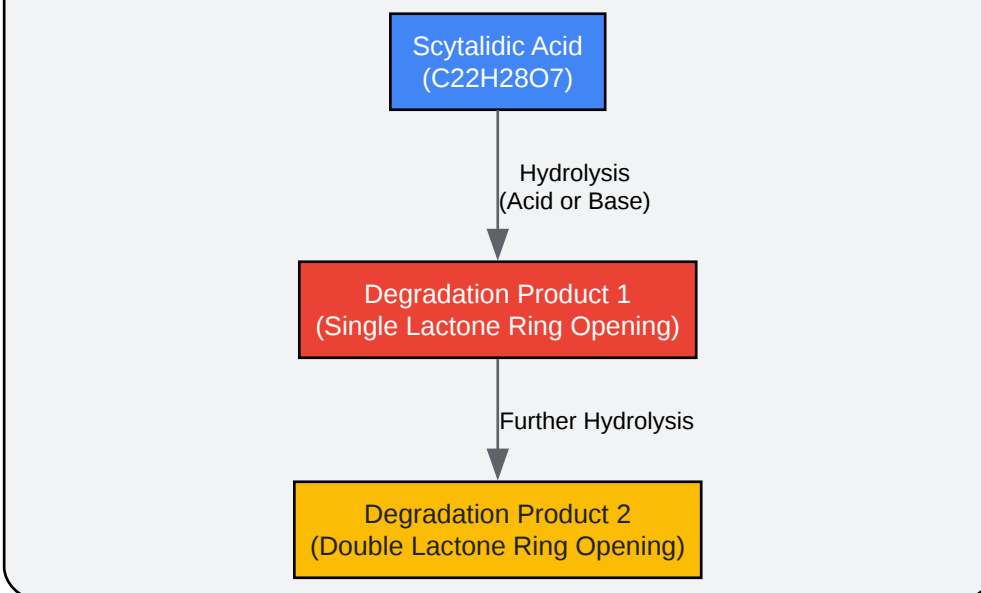 Scytalidic Acid
(C22H28O7)
Hydrolysis
(Acid or Base)
Degradation Product 1
(Single Lactone Ring Opening)
Further Hydrolysis
Degradation Product 2
(Double Lactone Ring Opening)